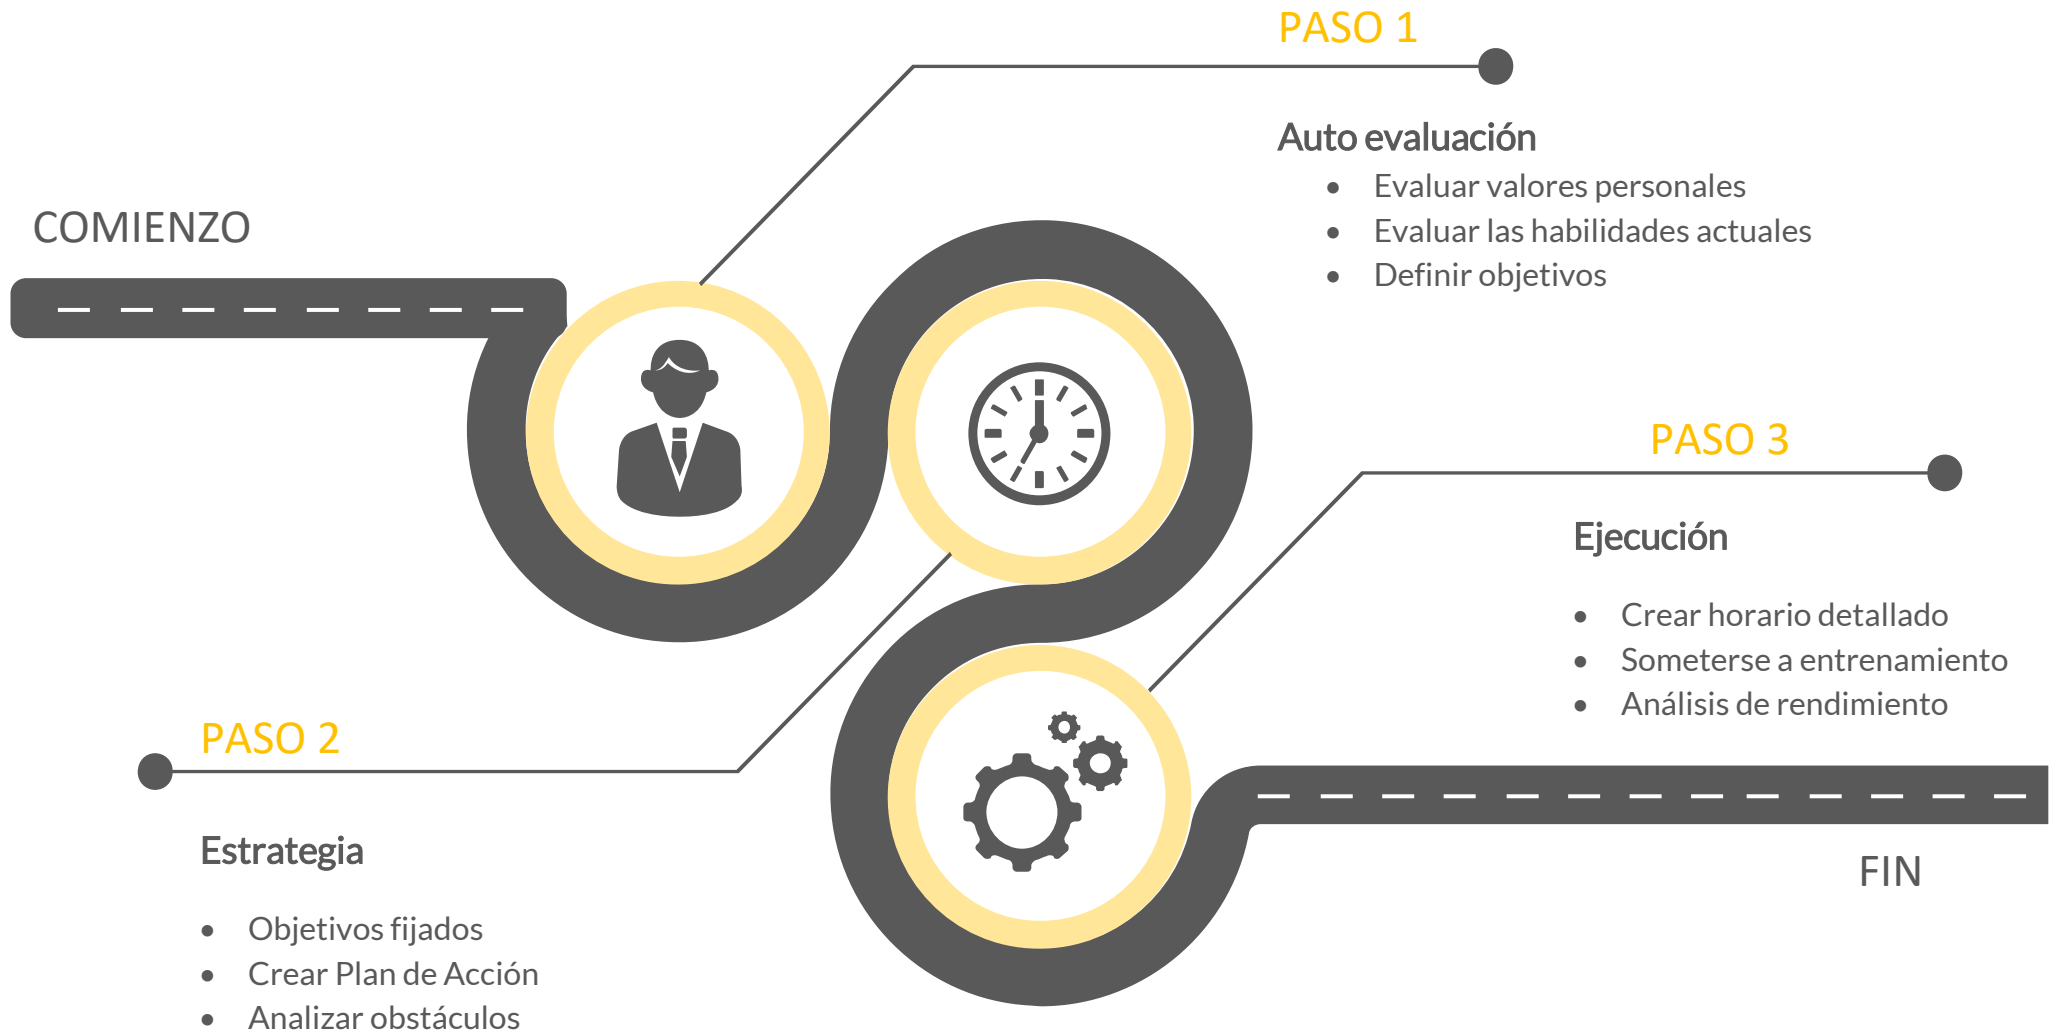 PASO 1
Auto evaluación
• Evaluar valores personales
• Evaluar las habilidades actuales
• Definir objetivos
COMIENZO
PASO 2
Estrategia
• Objetivos fijados
• Crear Plan de Acción
• Analizar obstáculos
PASO 3
Ejecución
• Crear horario detallado
• Someterse a entrenamiento
• Análisis de rendimiento
FIN